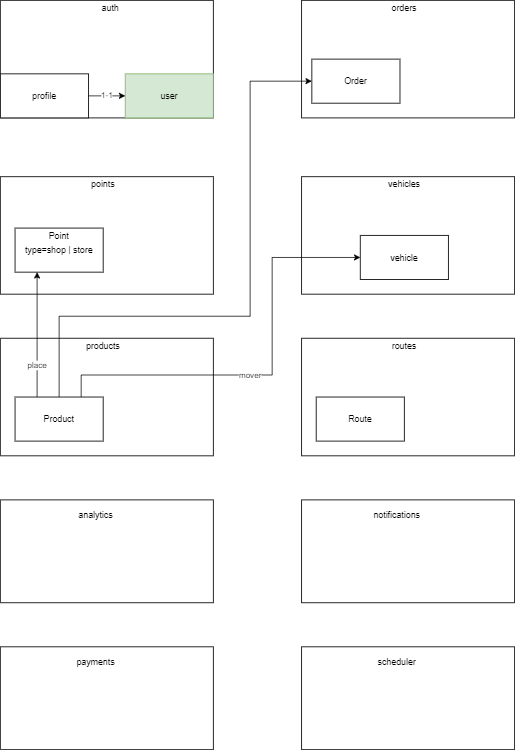 auth
profile
1-1
user
orders
Order
points
Point
type=shop | store
vehicles
vehicle
products
place
mover
Product
routes
Route
analytics
notifications
payments
scheduler